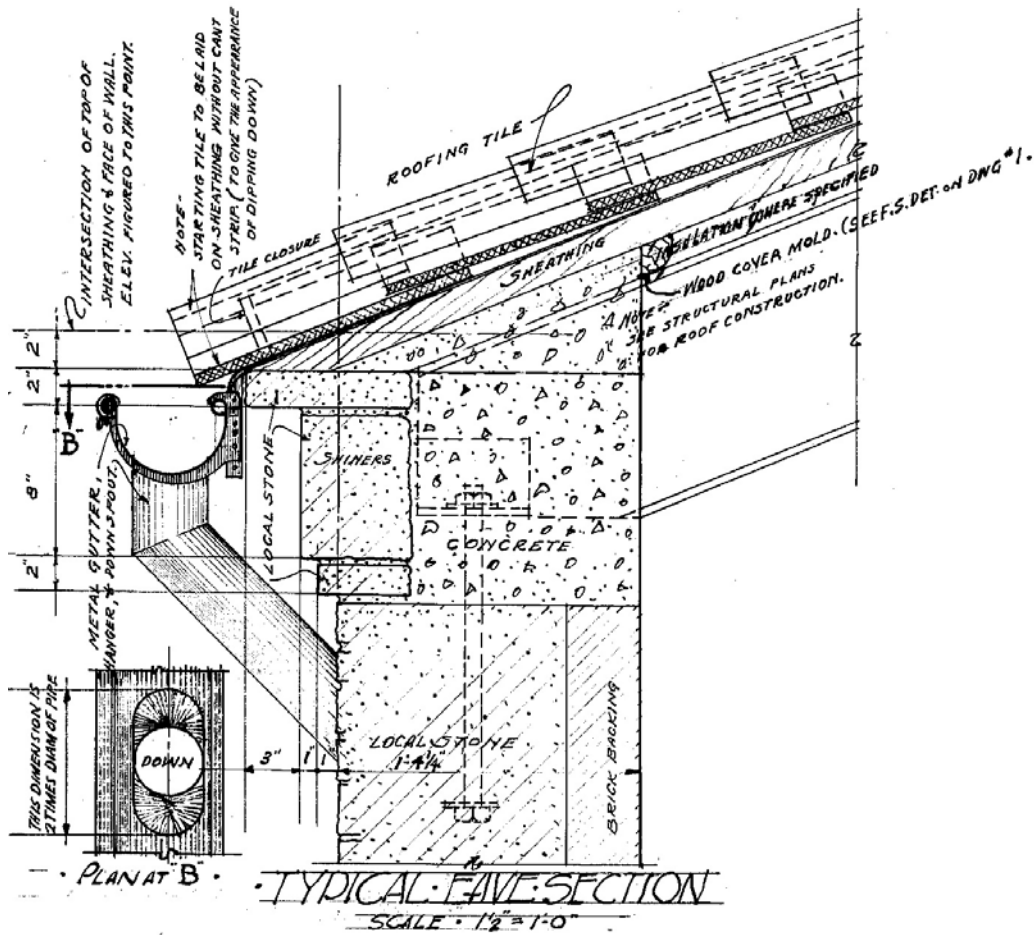 INTERSECTION OF TOP OF
SHEATHING & FACE OF WALL.
ELEV. FIGURED TO THIS POINT.
NOTE-
STARTING TILE TO BE LAID
ON SHEATHING WITHOUT CANT
STRIP. (TO GIVE THE APPEARANCE
OF DIPPING DOWN)
TILE CLOSURE
ROOFING TILE
SHEATHING
INSULATION WHERE SPECIFIED
WOOD COVER MOLD. (SEE F.S. DET. ON DWG #1.
NOTE:-
SEE STRUCTURAL PLANS
FOR ROOF CONSTRUCTION.
2"
2"
8"
2"
"B"
METAL GUTTER,
HANGER, & DOWNSPOUT.
LOCAL STONE
SHINERS
CONCRETE
LOCAL STONE
1'-4¼"
3"
1"
1"
BRICK BACKING
THIS DIMENSION IS
2 TIMES DIAM OF PIPE
DOWN
· PLAN AT "B" ·
· TYPICAL · EAVE · SECTION
SCALE · 1½" = 1'-0"